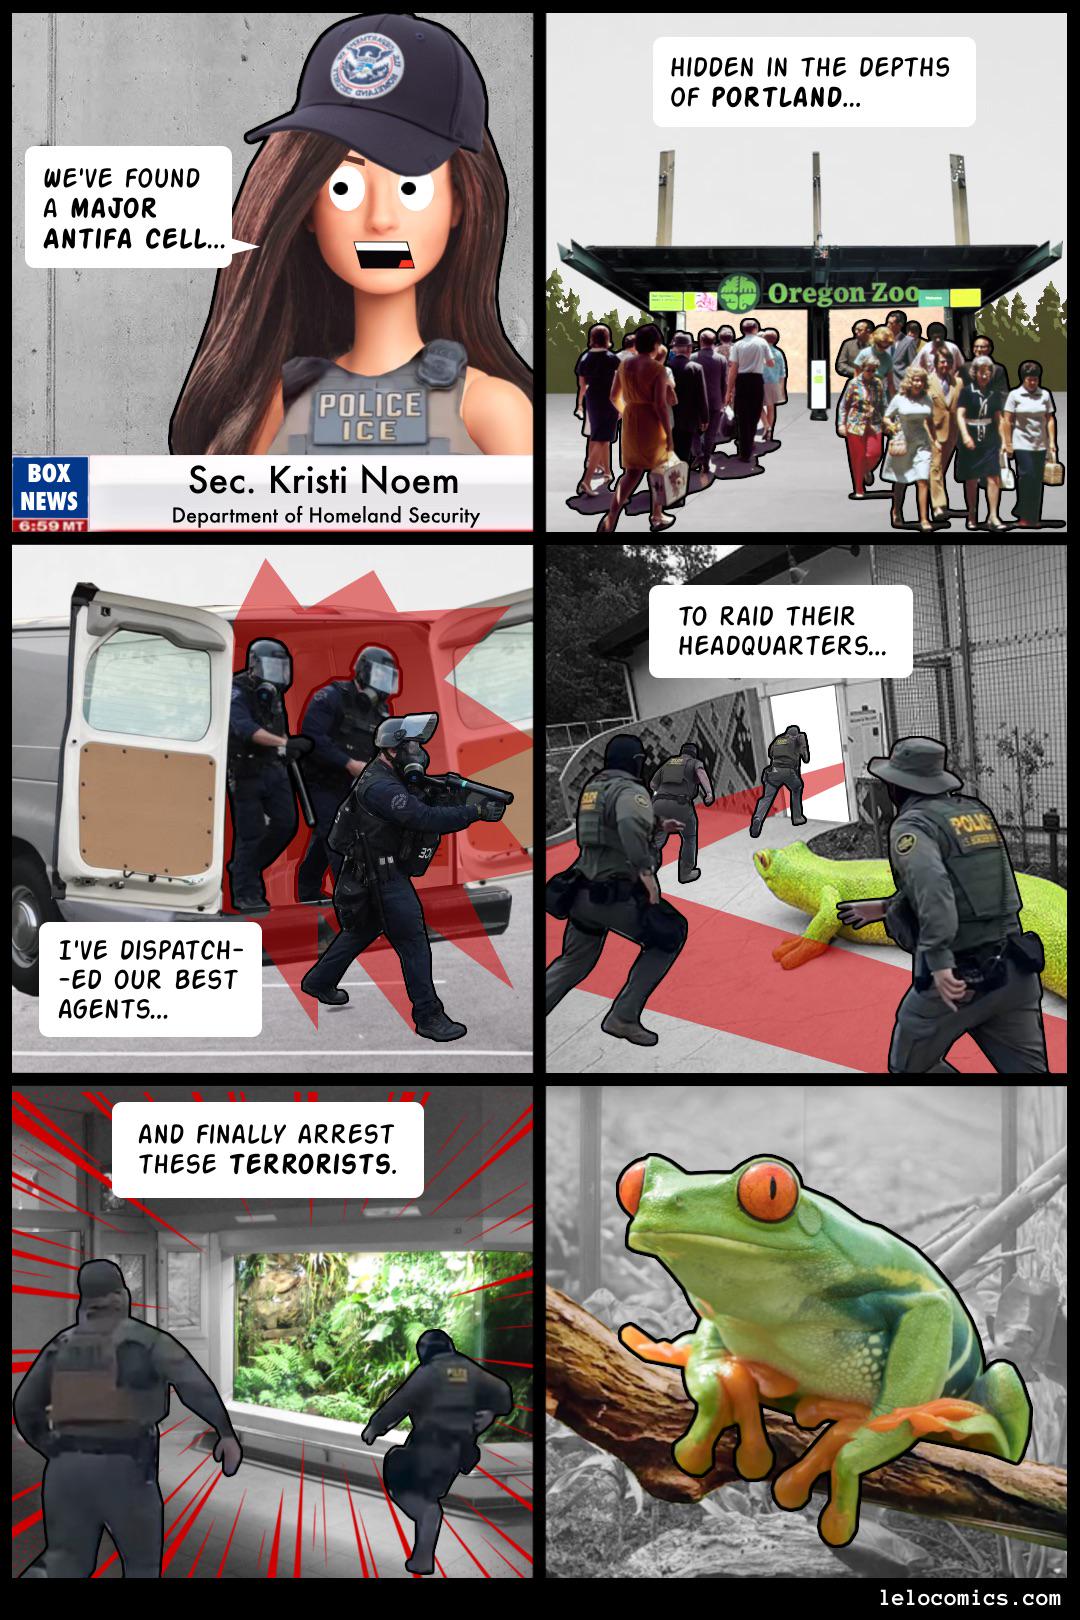 WE'VE FOUND
A MAJOR
ANTIFA CELL...
POLICE
ICE
BOX
NEWS
6:59 MT
Sec. Kristi Noem
Department of Homeland Security
HIDDEN IN THE DEPTHS
OF PORTLAND...
Oregon Zoo
Welcome
I'VE DISPATCH-
-ED OUR BEST
AGENTS...
TO RAID THEIR
HEADQUARTERS...
POLICE
AND FINALLY ARREST
THESE TERRORISTS.
lelocomics.com